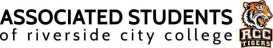 ASSOCIATED STUDENTS
of riverside city college
RCC
TIGERS